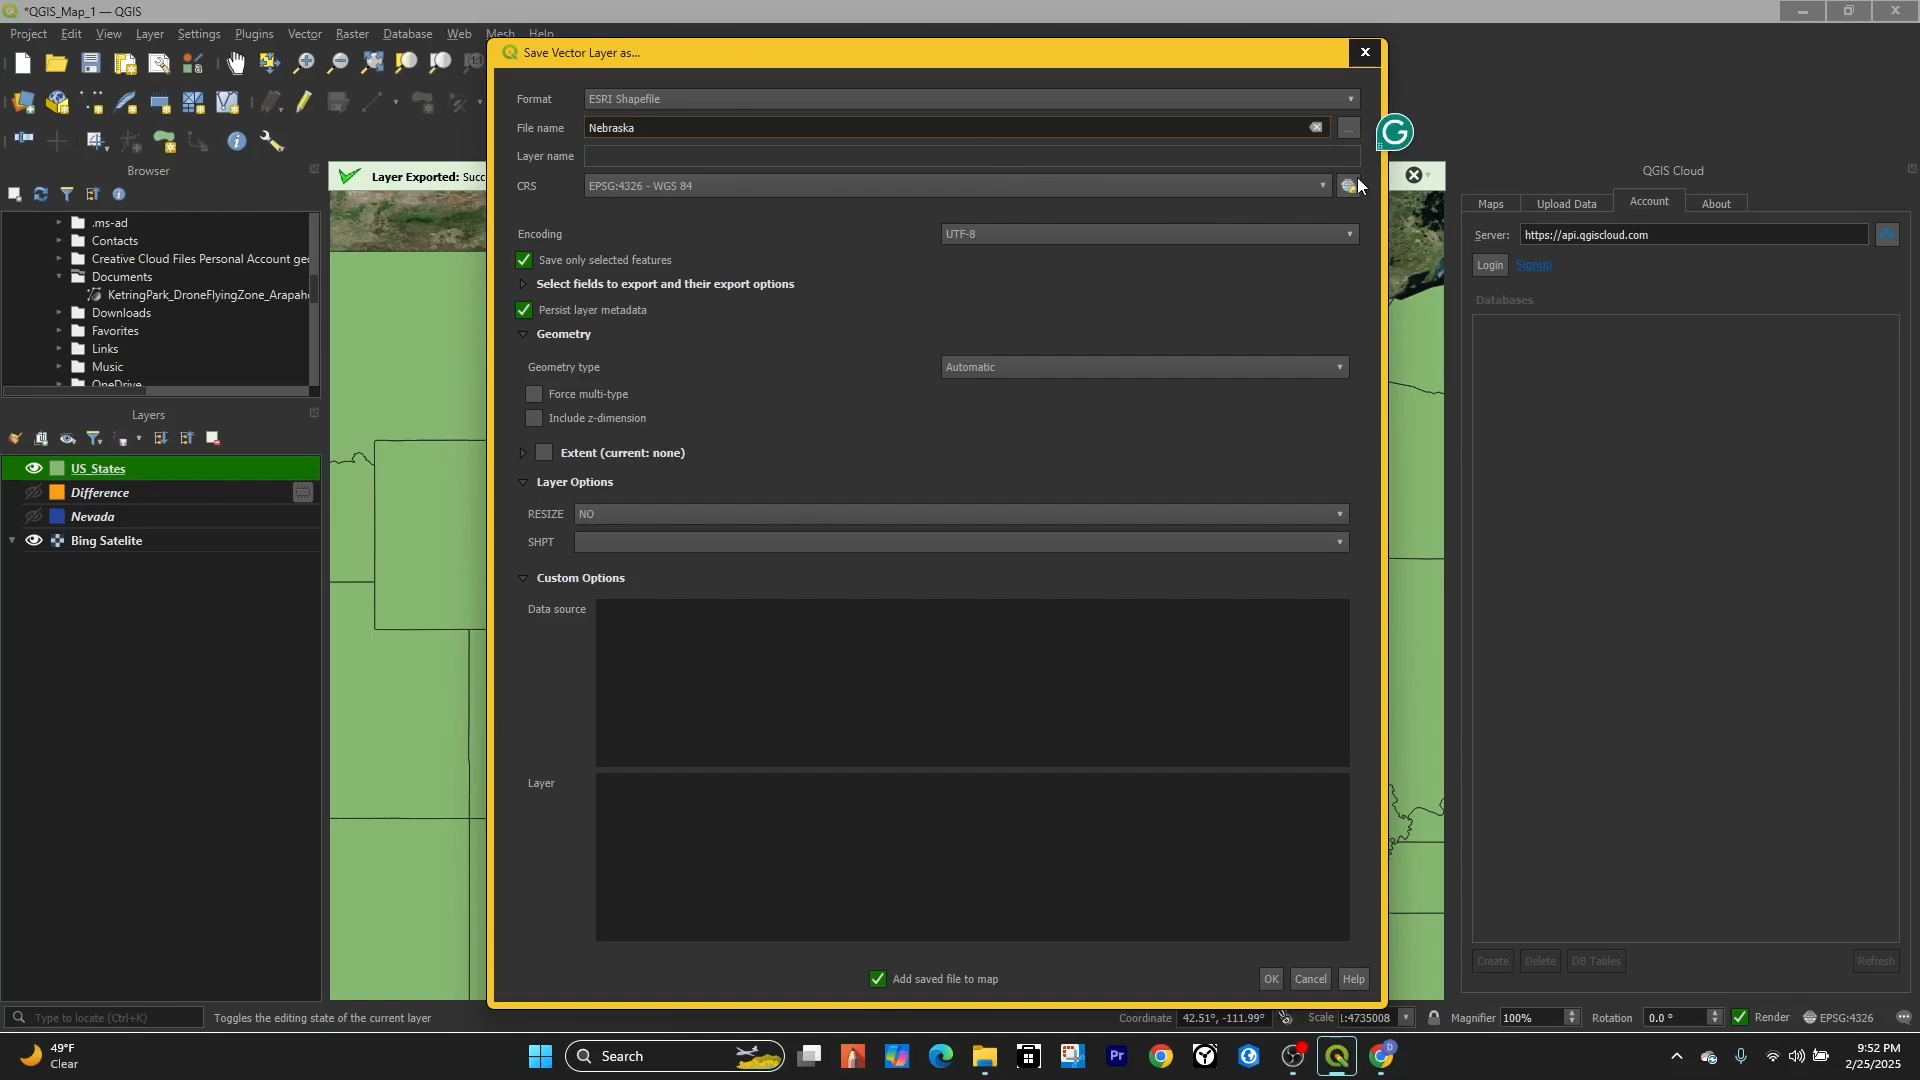 *QGIS_Map_1 — QGIS
Project Edit View Layer Settings Plugins Vector Raster Database Web Mesh Help
Save Vector Layer as...
Format ESRI Shapefile
File name Nebraska ...
Layer name
CRS EPSG:4326 - WGS 84
Encoding UTF-8
Save only selected features
Select fields to export and their export options
Persist layer metadata
Geometry
Geometry type Automatic
Force multi-type
Include z-dimension
Extent (current: none)
Layer Options
RESIZE NO
SHPT
Custom Options
Data source
Layer
Add saved file to map
OK Cancel Help
Browser
.ms-ad
Contacts
Creative Cloud Files Personal Account ge
Documents
KetringPark_DroneFlyingZone_Arapah
Downloads
Favorites
Links
Music
OneDrive
Layers
US_States
Difference
Nevada
Bing Satelite
Layer Exported: Succ
QGIS Cloud
Maps Upload Data Account About
Server: https://api.qgiscloud.com
Login Signup
Databases
Create Delete DB Tables Refresh
Type to locate (Ctrl+K) Toggles the editing state of the current layer Coordinate 42.51°, -111.99° Scale 1:4735008 Magnifier 100% Rotation 0.0 ° Render EPSG:4326
49°F
Clear
Search
Pr
D
9:52 PM
2/25/2025